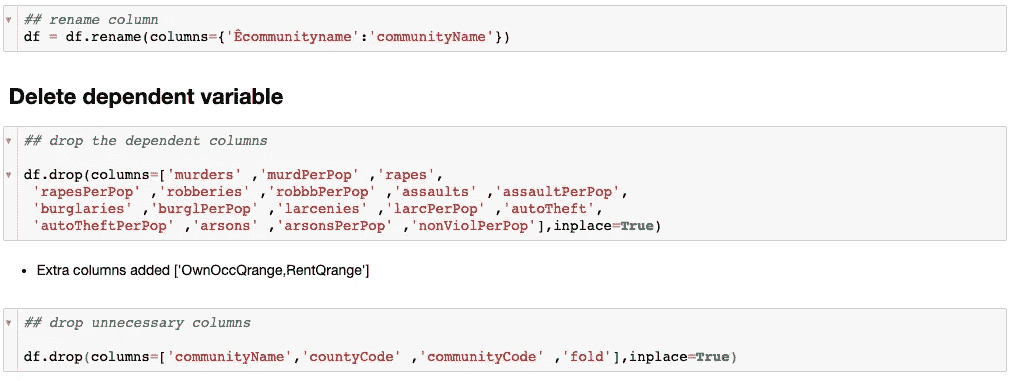 ## rename column
df = df.rename(columns={'Êcommunityname':'communityName'})
Delete dependent variable
## drop the dependent columns
df.drop(columns=['murders' ,'murdPerPop' ,'rapes',
'rapesPerPop' ,'robberies' ,'robbbPerPop' ,'assaults' ,'assaultPerPop',
'burglaries' ,'burglPerPop' ,'larcenies' ,'larcPerPop' ,'autoTheft',
'autoTheftPerPop' ,'arsons' ,'arsonsPerPop' ,'nonViolPerPop'],inplace=True)
• Extra columns added ['OwnOccQrange,RentQrange']
## drop unnecessary columns
df.drop(columns=['communityName','countyCode' ,'communityCode' ,'fold'],inplace=True)